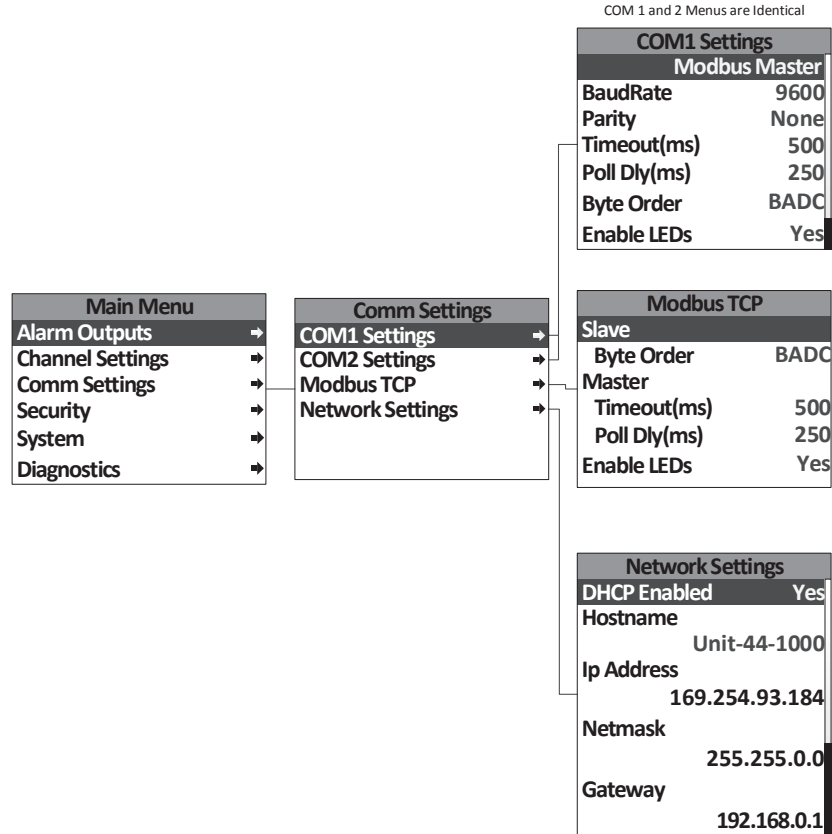 COM 1 and 2 Menus are Identical
COM1 Settings
Modbus Master
BaudRate 9600
Parity None
Timeout(ms) 500
Poll Dly(ms) 250
Byte Order BADC
Enable LEDs Yes
Main Menu
Alarm Outputs
Channel Settings
Comm Settings
Security
System
Diagnostics
Comm Settings
COM1 Settings
COM2 Settings
Modbus TCP
Network Settings
Modbus TCP
Slave
Byte Order BADC
Master
Timeout(ms) 500
Poll Dly(ms) 250
Enable LEDs Yes
Network Settings
DHCP Enabled Yes
Hostname
Unit-44-1000
Ip Address
169.254.93.184
Netmask
255.255.0.0
Gateway
192.168.0.1